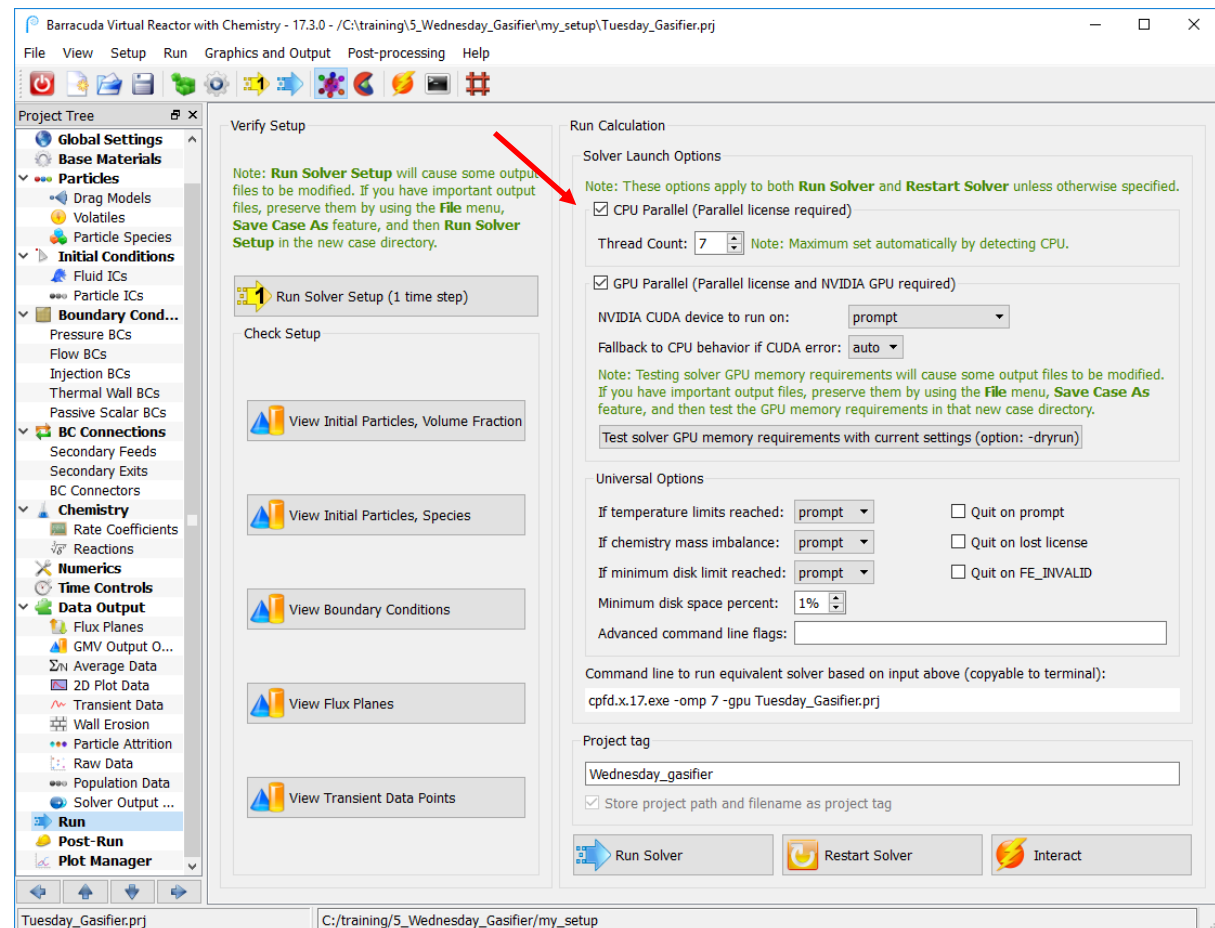 Barracuda Virtual Reactor with Chemistry - 17.3.0 - /C:\training\5_Wednesday_Gasifier\my_setup\Tuesday_Gasifier.prj
File View Setup Run Graphics and Output Post-processing Help
Project Tree
Global Settings
Base Materials
Particles
Drag Models
Volatiles
Particle Species
Initial Conditions
Fluid ICs
Particle ICs
Boundary Cond...
Pressure BCs
Flow BCs
Injection BCs
Thermal Wall BCs
Passive Scalar BCs
BC Connections
Secondary Feeds
Secondary Exits
BC Connectors
Chemistry
Rate Coefficients
Reactions
Numerics
Time Controls
Data Output
Flux Planes
GMV Output O...
Average Data
2D Plot Data
Transient Data
Wall Erosion
Particle Attrition
Raw Data
Population Data
Solver Output ...
Run
Post-Run
Plot Manager
Verify Setup
Note: Run Solver Setup will cause some output
files to be modified. If you have important output
files, preserve them by using the File menu,
Save Case As feature, and then Run Solver
Setup in the new case directory.
1 Run Solver Setup (1 time step)
Check Setup
View Initial Particles, Volume Fraction
View Initial Particles, Species
View Boundary Conditions
View Flux Planes
View Transient Data Points
Run Calculation
Solver Launch Options
Note: These options apply to both Run Solver and Restart Solver unless otherwise specified.
CPU Parallel (Parallel license required)
Thread Count: 7 Note: Maximum set automatically by detecting CPU.
GPU Parallel (Parallel license and NVIDIA GPU required)
NVIDIA CUDA device to run on: prompt
Fallback to CPU behavior if CUDA error: auto
Note: Testing solver GPU memory requirements will cause some output files to be modified.
If you have important output files, preserve them by using the File menu, Save Case As
feature, and then test the GPU memory requirements in that new case directory.
Test solver GPU memory requirements with current settings (option: -dryrun)
Universal Options
If temperature limits reached: prompt Quit on prompt
If chemistry mass imbalance: prompt Quit on lost license
If minimum disk limit reached: prompt Quit on FE_INVALID
Minimum disk space percent: 1%
Advanced command line flags:
Command line to run equivalent solver based on input above (copyable to terminal):
cpfd.x.17.exe -omp 7 -gpu Tuesday_Gasifier.prj
Project tag
Wednesday_gasifier
Store project path and filename as project tag
Run Solver Restart Solver Interact
Tuesday_Gasifier.prj C:/training/5_Wednesday_Gasifier/my_setup